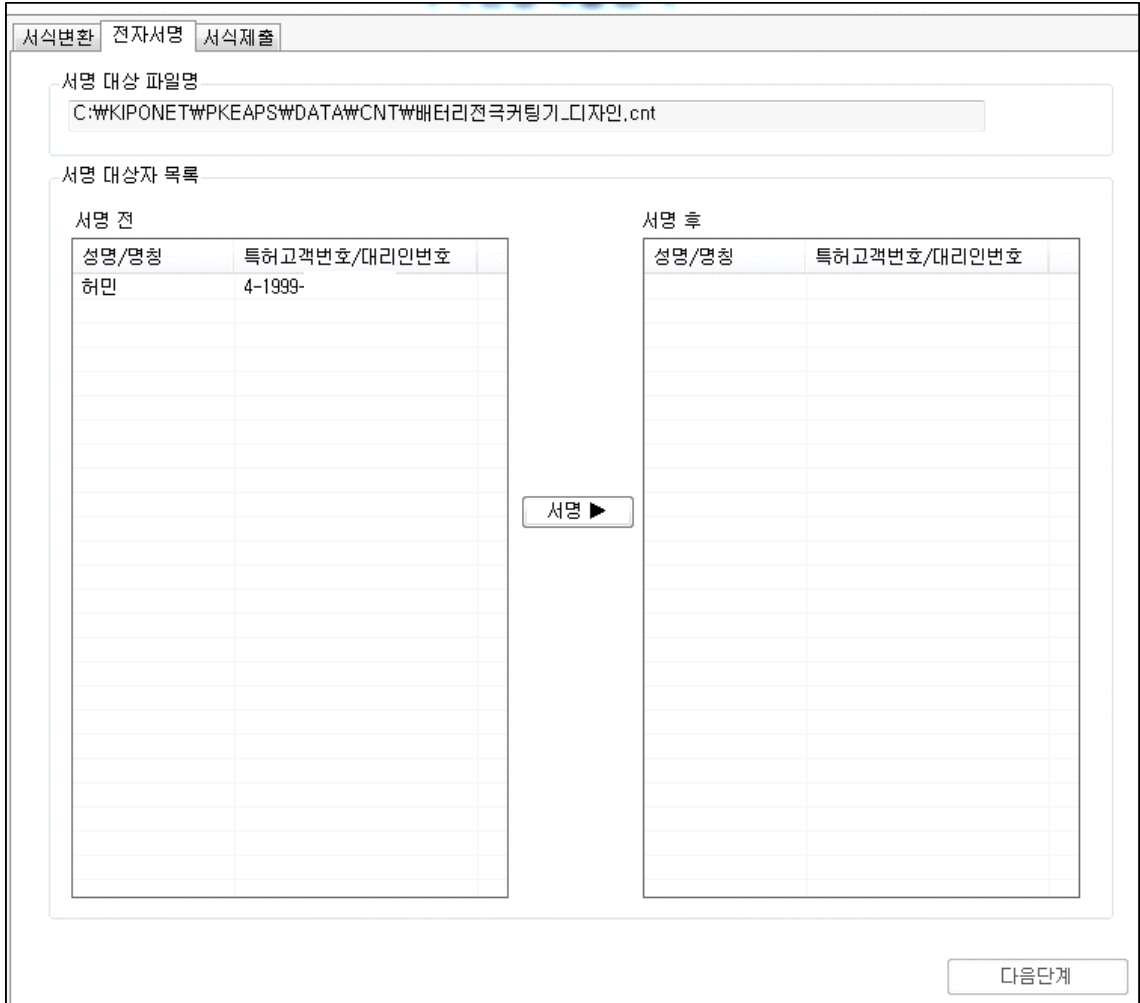 서식변환 전자서명 서식제출
서명 대상 파일명
C:₩KIPONET₩PKEAPS₩DATA₩CNT₩배터리전극커팅기_디자인.cnt
서명 대상자 목록
서명 전 서명 후
성명/명칭 특허고객번호/대리인번호 성명/명칭 특허고객번호/대리인번호
허민 4-1999-
서명 ▶
다음단계